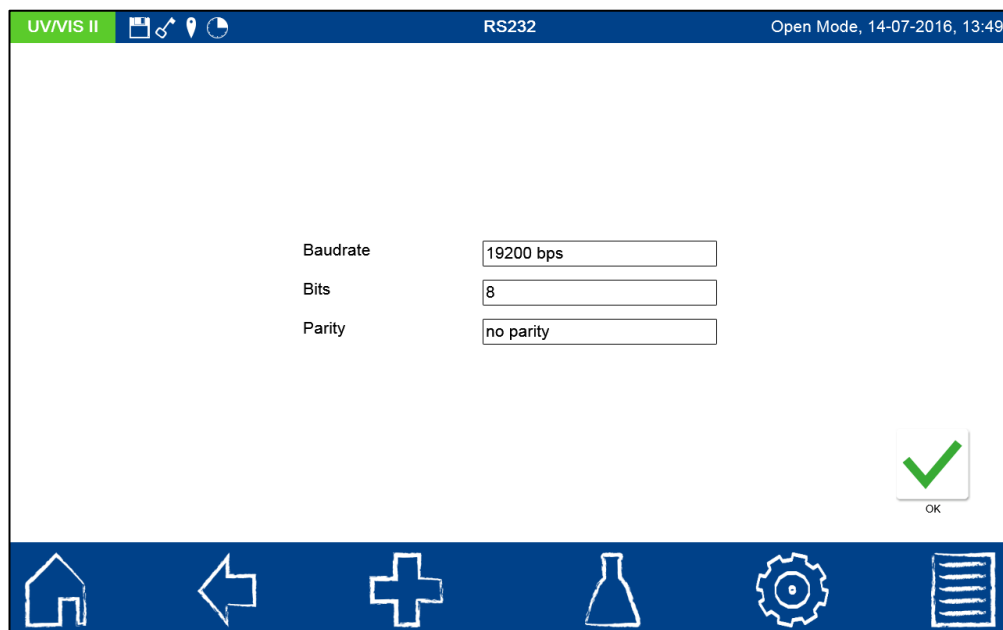 UV/VIS II RS232 Open Mode, 14-07-2016, 13:49
Baudrate 19200 bps
Bits 8
Parity no parity
OK